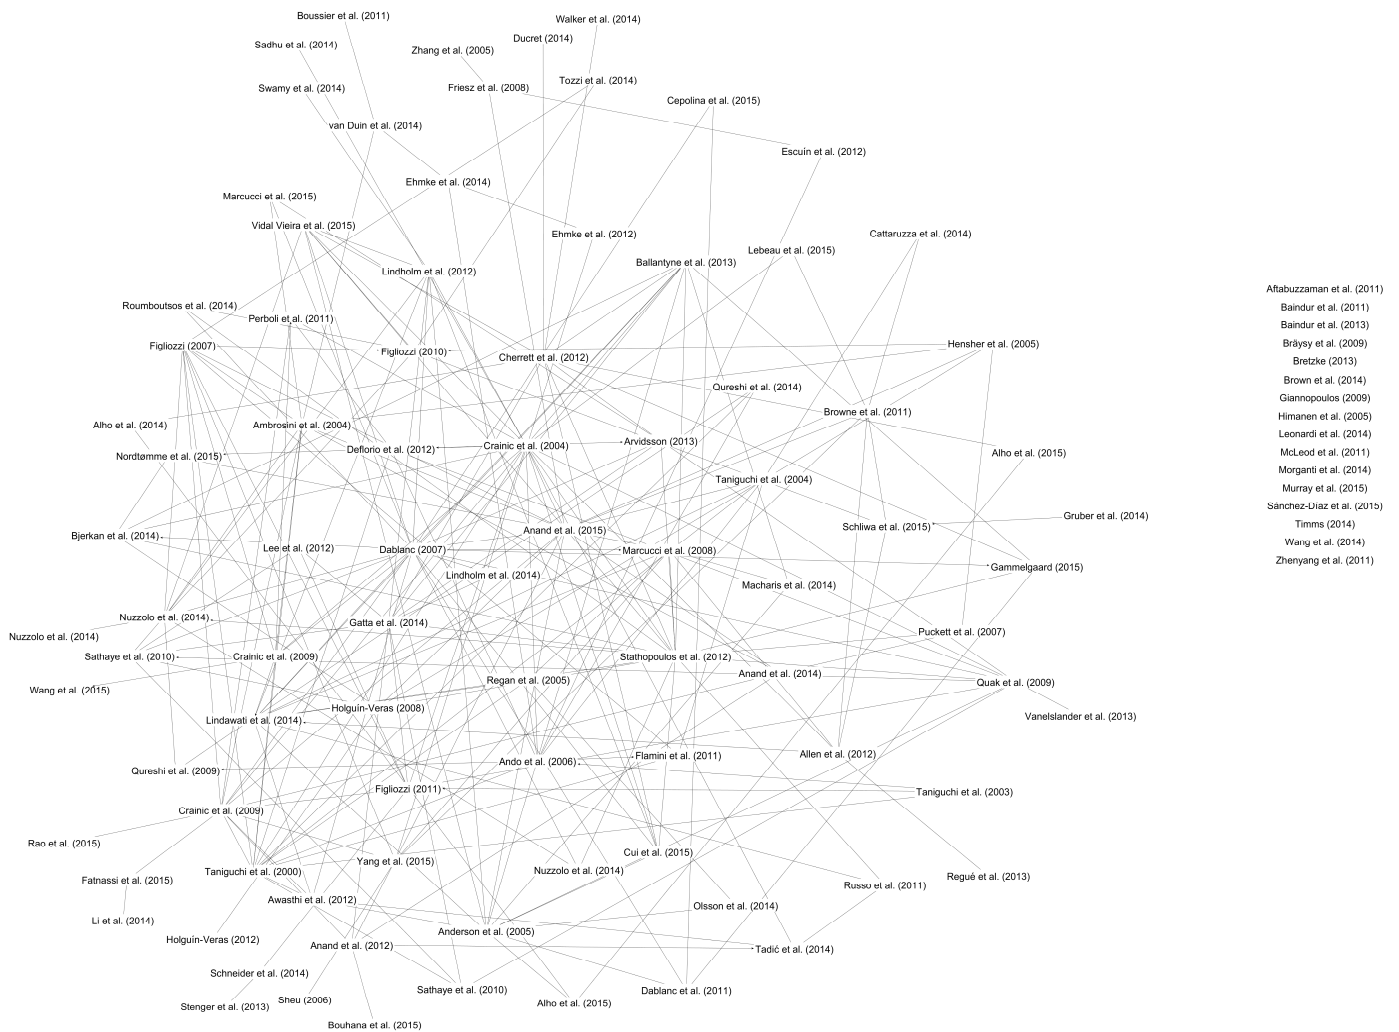 Boussier et al. (2011)
Walker et al. (2014)
Ducret (2014)
Sadhu et al. (2014)
Zhang et al. (2005)
Tozzi et al. (2014)
Swamy et al. (2014)
Friesz et al. (2008)
Cepolina et al. (2015)
van Duin et al. (2014)
Escuín et al. (2012)
Ehmke et al. (2014)
Marcucci et al. (2015)
Vidal Vieira et al. (2015)
Ehmke et al. (2012)
Cattaruzza et al. (2014)
Lebeau et al. (2015)
Ballantyne et al. (2013)
Lindholm et al. (2012)
Roumboutsos et al. (2014)
Perboli et al. (2011)
Figliozzi (2007)
Figliozzi (2010)
Cherrett et al. (2012)
Hensher et al. (2005)
Qureshi et al. (2014)
Browne et al. (2011)
Alho et al. (2014)
Ambrosini et al. (2004)
Nordtømme et al. (2015)
Deflorio et al. (2012)
Crainic et al. (2004)
Arvidsson (2013)
Alho et al. (2015)
Taniguchi et al. (2004)
Gruber et al. (2014)
Schliwa et al. (2015)
Bjerkan et al. (2014)
Lee et al. (2012)
Dablanc (2007)
Anand et al. (2015)
Marcucci et al. (2008)
Gammelgaard (2015)
Lindholm et al. (2014)
Macharis et al. (2014)
Nuzzolo et al. (2014)
Nuzzolo et al. (2014)
Gatta et al. (2014)
Puckett et al. (2007)
Sathaye et al. (2010)
Crainic et al. (2009)
Stathopoulos et al. (2012)
Anand et al. (2014)
Regan et al. (2005)
Quak et al. (2009)
Wang et al. (2015)
Holguín-Veras (2008)
Lindawati et al. (2014)
Vanelslander et al. (2013)
Qureshi et al. (2009)
Ando et al. (2006)
Flamini et al. (2011)
Allen et al. (2012)
Figliozzi (2011)
Taniguchi et al. (2003)
Crainic et al. (2009)
Rao et al. (2015)
Taniguchi et al. (2000)
Yang et al. (2015)
Cui et al. (2015)
Nuzzolo et al. (2014)
Fatnassi et al. (2015)
Russo et al. (2011)
Regué et al. (2013)
Awasthi et al. (2012)
Olsson et al. (2014)
Li et al. (2014)
Holguín-Veras (2012)
Anderson et al. (2005)
Anand et al. (2012)
Tadić et al. (2014)
Schneider et al. (2014)
Sathaye et al. (2010)
Dablanc et al. (2011)
Stenger et al. (2013)
Sheu (2006)
Alho et al. (2015)
Bouhana et al. (2015)
Aftabuzzaman et al. (2011)
Baindur et al. (2011)
Baindur et al. (2013)
Bräysy et al. (2009)
Bretzke (2013)
Brown et al. (2014)
Giannopoulos (2009)
Himanen et al. (2005)
Leonardi et al. (2014)
McLeod et al. (2011)
Morganti et al. (2014)
Murray et al. (2015)
Sánchez-Díaz et al. (2015)
Timms (2014)
Wang et al. (2014)
Zhenyang et al. (2011)